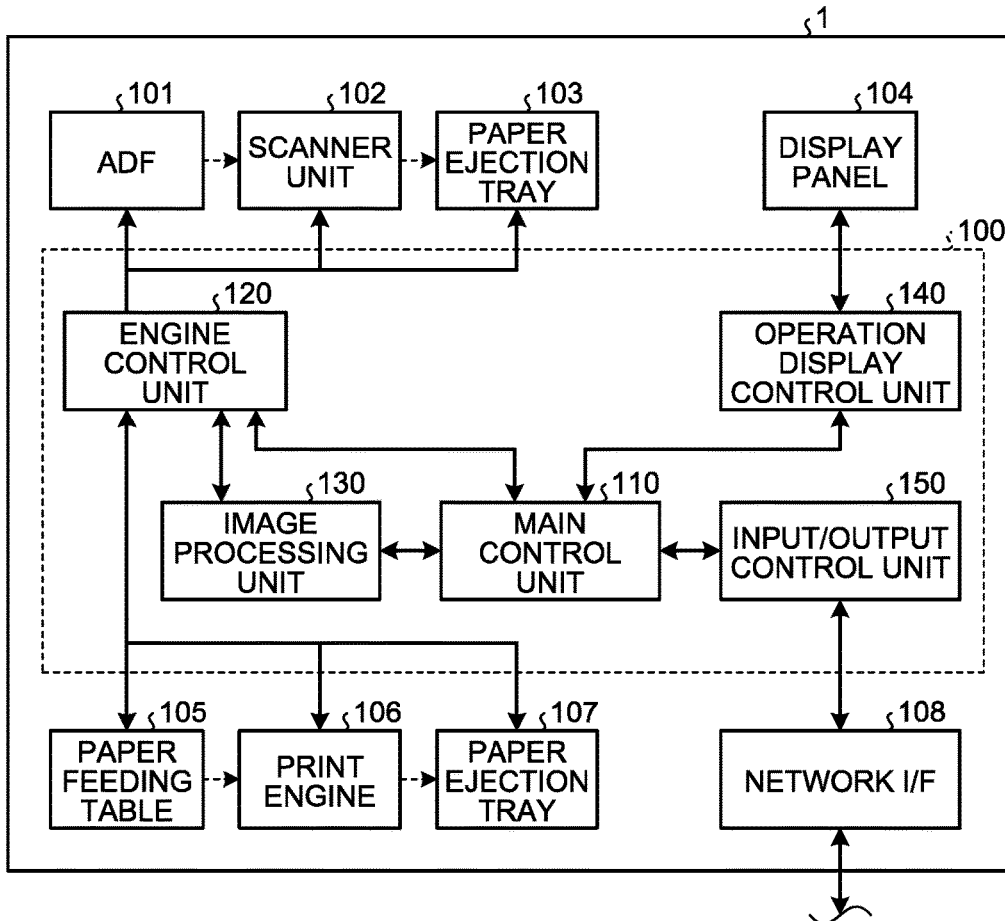 1
101
102
103
104
ADF
SCANNER
UNIT
PAPER
EJECTION
TRAY
DISPLAY
PANEL
100
120
140
ENGINE
CONTROL
UNIT
OPERATION
DISPLAY
CONTROL UNIT
130
110
150
IMAGE
PROCESSING
UNIT
MAIN
CONTROL
UNIT
INPUT/OUTPUT
CONTROL UNIT
105
106
107
108
PAPER
FEEDING
TABLE
PRINT
ENGINE
PAPER
EJECTION
TRAY
NETWORK I/F